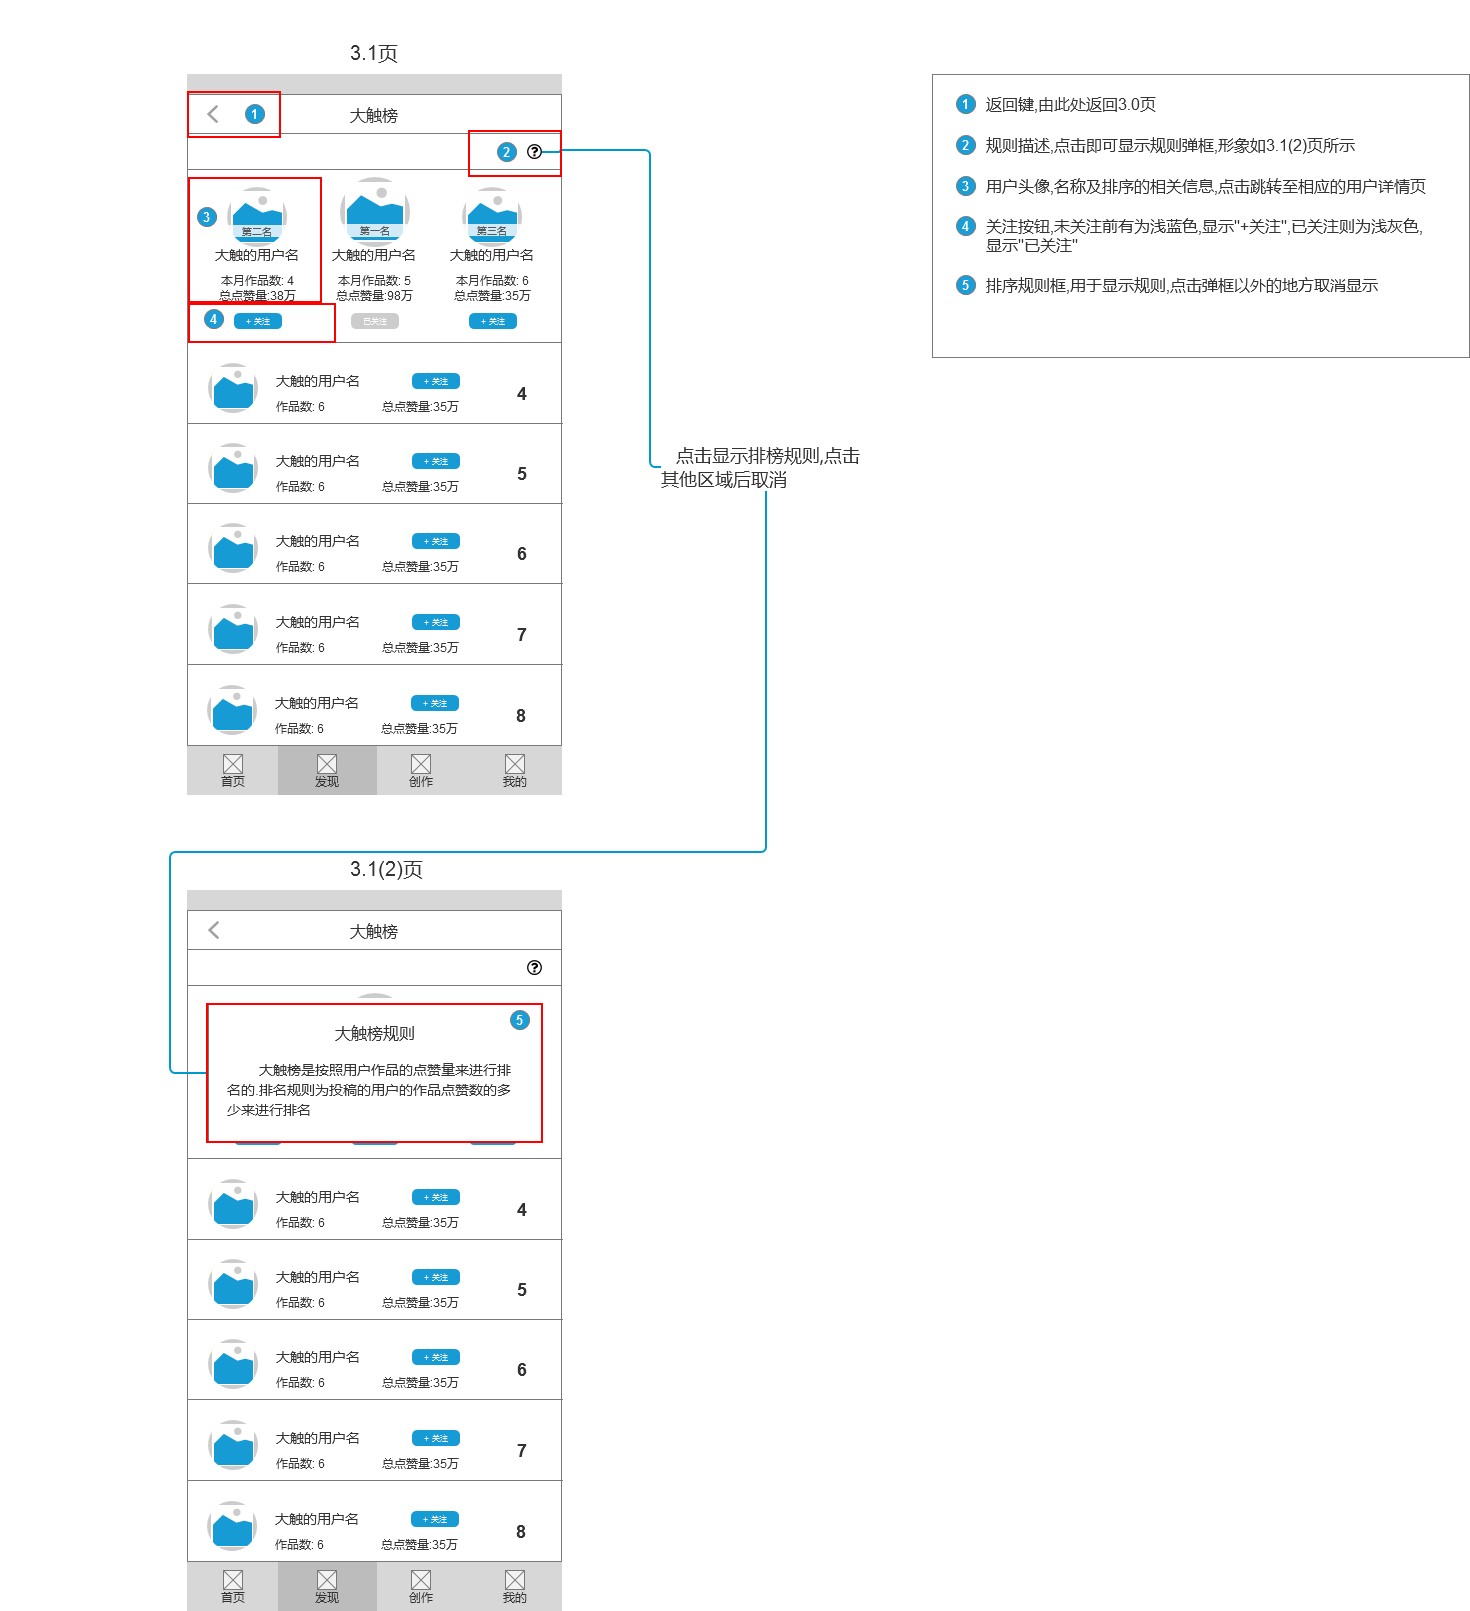 3.1页
1
大触榜
2
?
3
第二名
第一名
第三名
大触的用户名
大触的用户名
大触的用户名
本月作品数: 4
本月作品数: 5
本月作品数: 6
总点赞量:38万
总点赞量:98万
总点赞量:35万
4
+ 关注
已关注
+ 关注
大触的用户名
+ 关注
4
作品数: 6
总点赞量:35万
大触的用户名
+ 关注
5
作品数: 6
总点赞量:35万
大触的用户名
+ 关注
6
作品数: 6
总点赞量:35万
大触的用户名
+ 关注
7
作品数: 6
总点赞量:35万
大触的用户名
+ 关注
8
作品数: 6
总点赞量:35万
首页
发现
创作
我的
1 返回键,由此处返回3.0页
2 规则描述,点击即可显示规则弹框,形象如3.1(2)页所示
3 用户头像,名称及排序的相关信息,点击跳转至相应的用户详情页
4 关注按钮,未关注前有为浅蓝色,显示"+关注",已关注则为浅灰色,
显示"已关注"
5 排序规则框,用于显示规则,点击弹框以外的地方取消显示
点击显示排榜规则,点击
其他区域后取消
3.1(2)页
大触榜
?
5
大触榜规则
大触榜是按照用户作品的点赞量来进行排
名的.排名规则为投稿的用户的作品点赞数的多
少来进行排名
大触的用户名
+ 关注
4
作品数: 6
总点赞量:35万
大触的用户名
+ 关注
5
作品数: 6
总点赞量:35万
大触的用户名
+ 关注
6
作品数: 6
总点赞量:35万
大触的用户名
+ 关注
7
作品数: 6
总点赞量:35万
大触的用户名
+ 关注
8
作品数: 6
总点赞量:35万
首页
发现
创作
我的